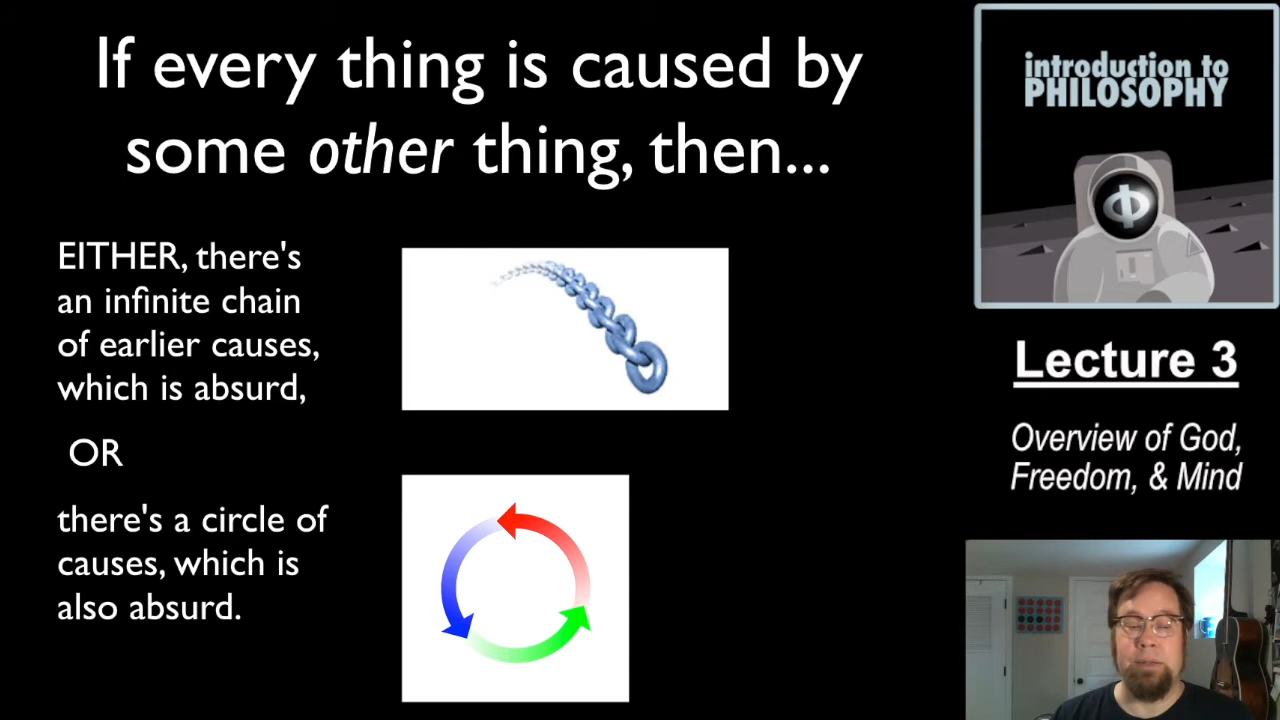 If every thing is caused by
some other thing, then...
EITHER, there's
an infinite chain
of earlier causes,
which is absurd,
OR
there's a circle of
causes, which is
also absurd.
introduction to
PHILOSOPHY
Φ
Lecture 3
Overview of God,
Freedom, & Mind